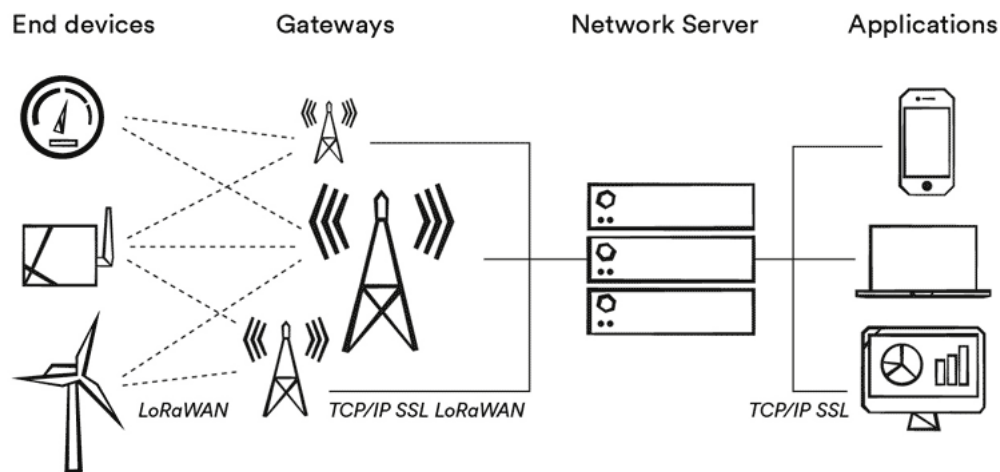 End devices
Gateways
Network Server
Applications
LoRaWAN
TCP/IP SSL LoRaWAN
TCP/IP SSL